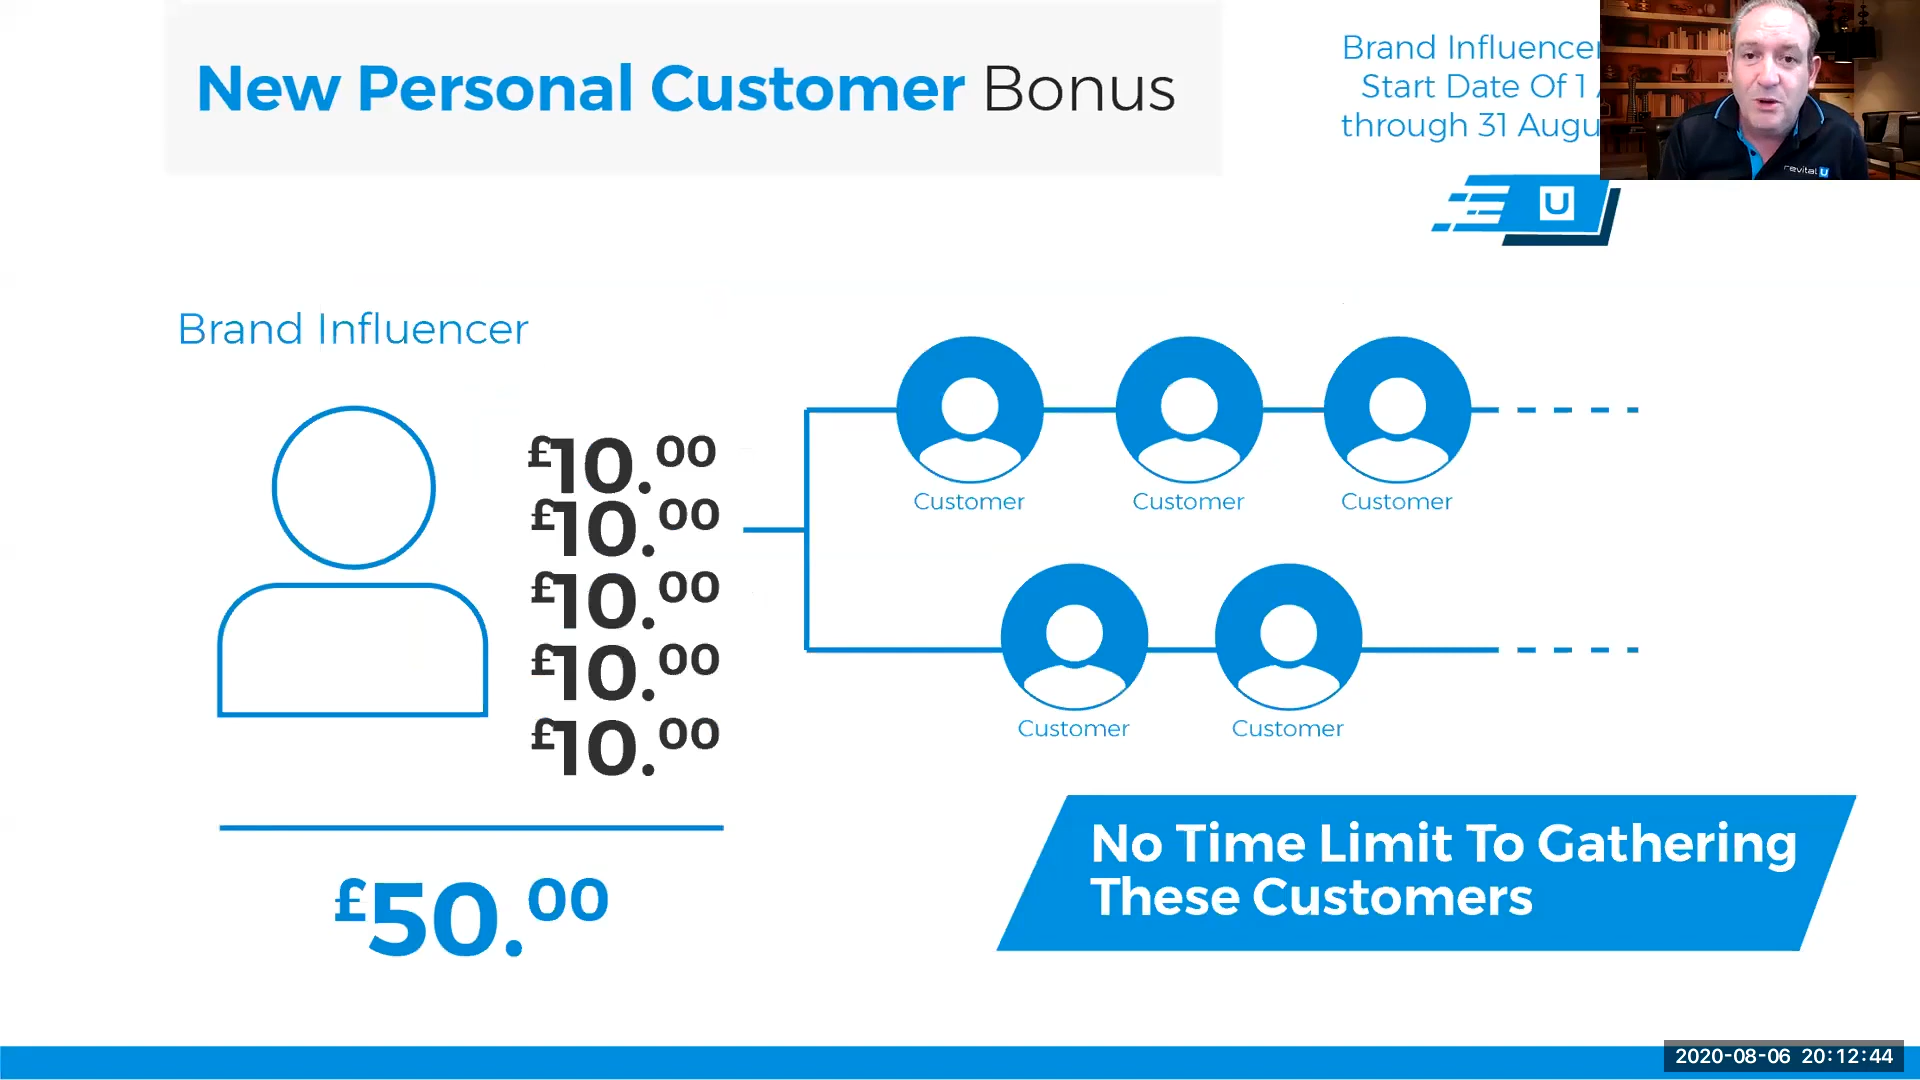 New Personal Customer Bonus
Brand Influencer
Start Date Of 1
through 31 Augu
revital U
U
Brand Influencer
£10.00
£10.00
£10.00
£10.00
£10.00
£50.00
Customer
Customer
Customer
Customer
Customer
No Time Limit To Gathering
These Customers
2020-08-06 20:12:44